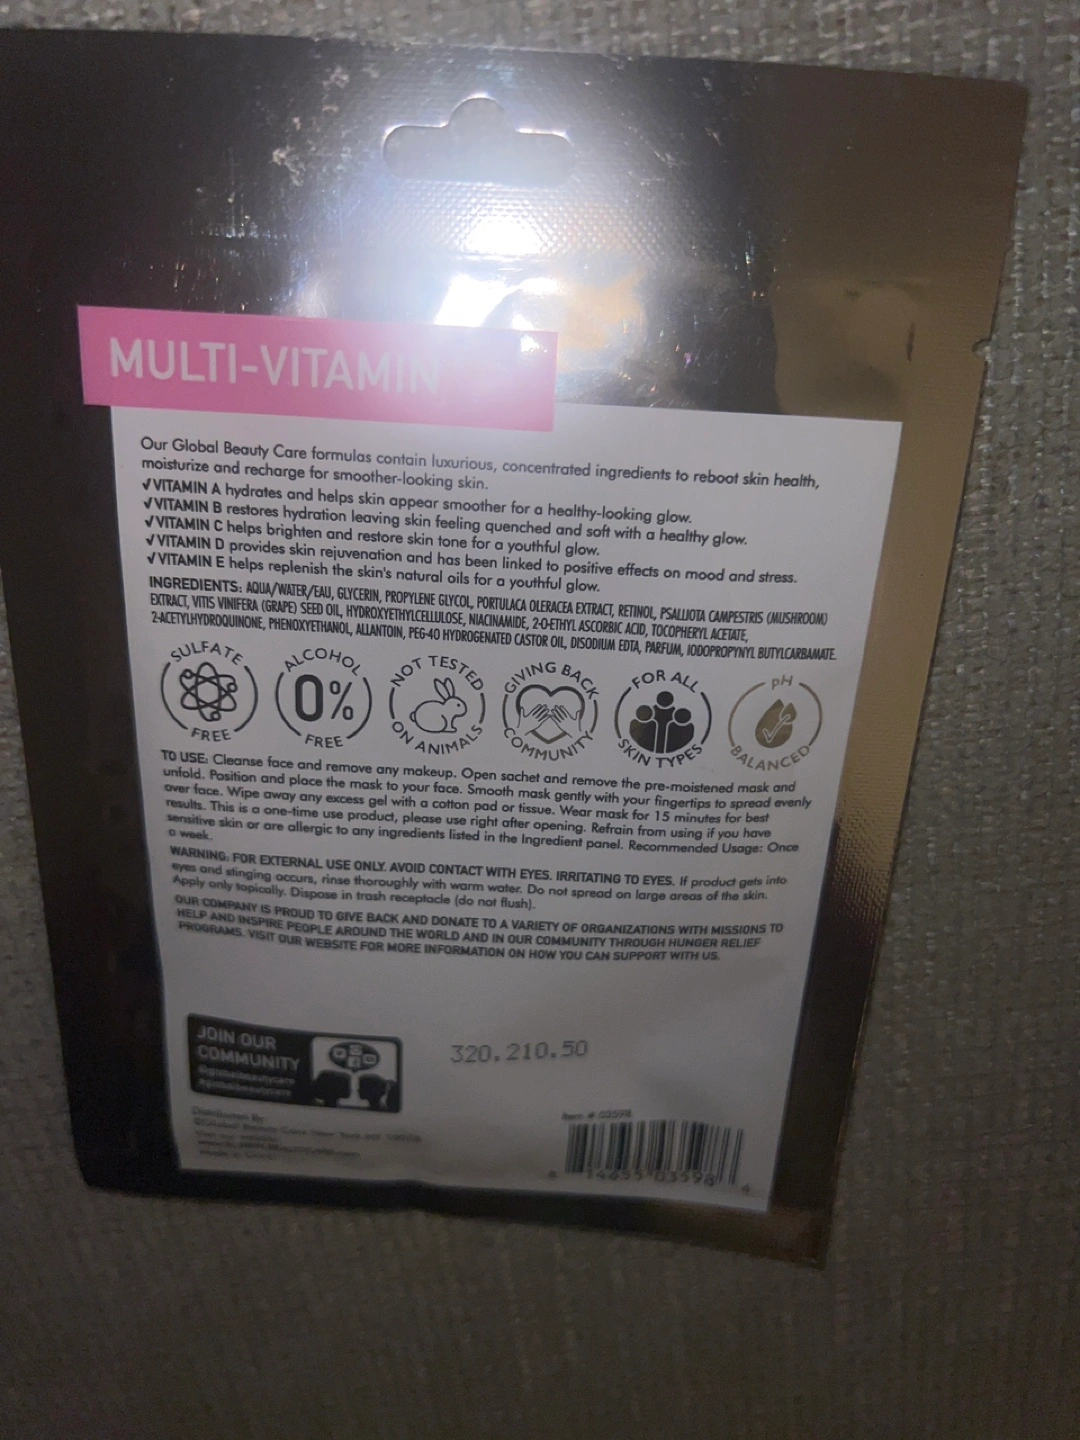 MULTI-VITAMIN
Our Global Beauty Care formulas contain luxurious, concentrated ingredients to reboot skin health,
moisturize and recharge for smoother-looking skin.
✓VITAMIN A hydrates and helps skin appear smoother for a healthy-looking glow.
✓VITAMIN B restores hydration leaving skin feeling quenched and soft with a healthy glow.
✓VITAMIN C helps brighten and restore skin tone for a youthful glow.
✓VITAMIN D provides skin rejuvenation and has been linked to positive effects on mood and stress.
✓VITAMIN E helps replenish the skin's natural oils for a youthful glow.
INGREDIENTS: AQUA/WATER/EAU, GLYCERIN, PROPYLENE GLYCOL, PORTULACA OLERACEA EXTRACT, RETINOL, PSALLIOTA CAMPESTRIS (MUSHROOM)
EXTRACT, VITIS VINIFERA (GRAPE) SEED OIL, HYDROXYETHYLCELLULOSE, NIACINAMIDE, 2-O-ETHYL ASCORBIC ACID, TOCOPHERYL ACETATE,
2-ACETYLHYDROQUINONE, PHENOXYETHANOL, ALLANTOIN, PEG-40 HYDROGENATED CASTOR OIL, DISODIUM EDTA, PARFUM, IODOPROPYNYL BUTYLCARBAMATE.
SULFATE
FREE
ALCOHOL
0%
FREE
NOT TESTED
ON ANIMALS
GIVING BACK
COMMUNITY
FOR ALL
SKIN TYPES
pH
BALANCED
TO USE: Cleanse face and remove any makeup. Open sachet and remove the pre-moistened mask and
unfold. Position and place the mask to your face. Smooth mask gently with your fingertips to spread evenly
over face. Wipe away any excess gel with a cotton pad or tissue. Wear mask for 15 minutes for best
results. This is a one-time use product, please use right after opening. Refrain from using if you have
sensitive skin or are allergic to any ingredients listed in the Ingredient panel. Recommended Usage: Once
a week.
WARNING: FOR EXTERNAL USE ONLY. AVOID CONTACT WITH EYES. IRRITATING TO EYES. If product gets into
eyes and stinging occurs, rinse thoroughly with warm water. Do not spread on large areas of the skin.
Apply only topically. Dispose in trash receptacle (do not flush).
OUR COMPANY IS PROUD TO GIVE BACK AND DONATE TO A VARIETY OF ORGANIZATIONS WITH MISSIONS TO
HELP AND INSPIRE PEOPLE AROUND THE WORLD AND IN OUR COMMUNITY THROUGH HUNGER RELIEF
PROGRAMS. VISIT OUR WEBSITE FOR MORE INFORMATION ON HOW YOU CAN SUPPORT WITH US.
JOIN OUR
COMMUNITY
@globalbeautycare
#globalbeautycare
320.210.50
Distributed By:
©Global Beauty Care New York NY
Item # 03598
03598